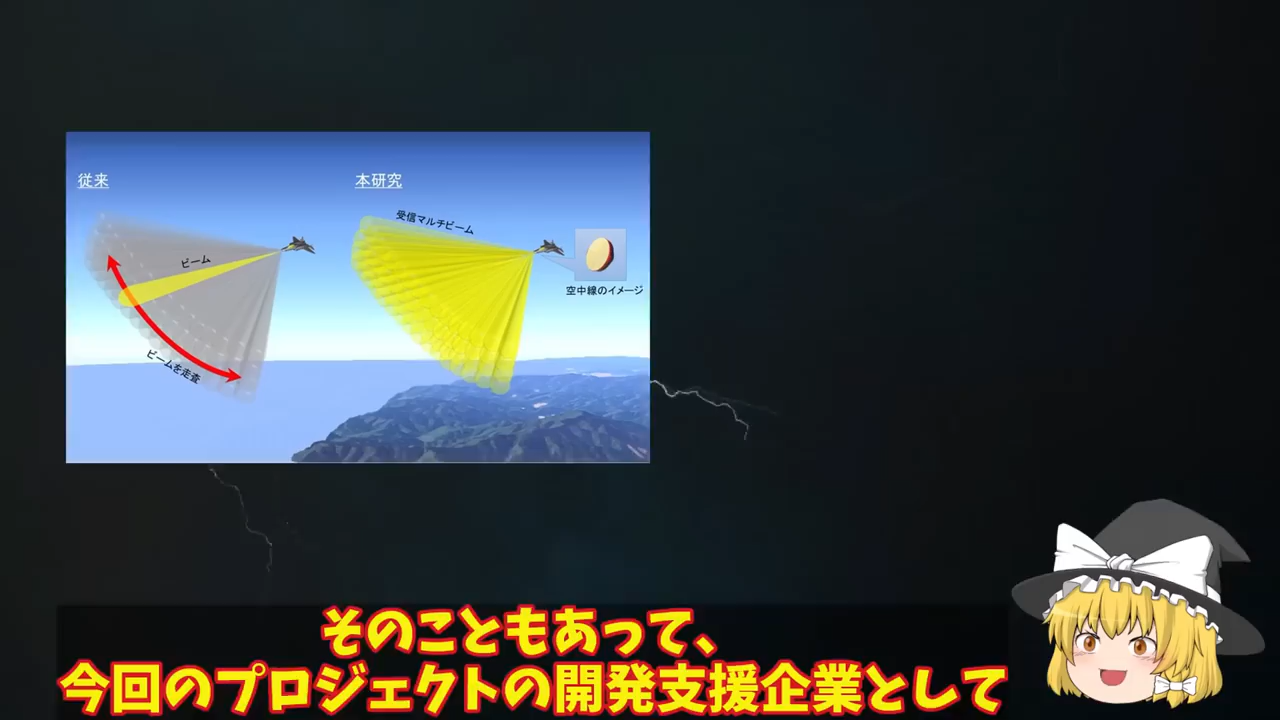 従来
本研究
受信マルチビーム
ビーム
空中線のイメージ
ビームを走査
そのこともあって、
今回のプロジェクトの開発支援企業として